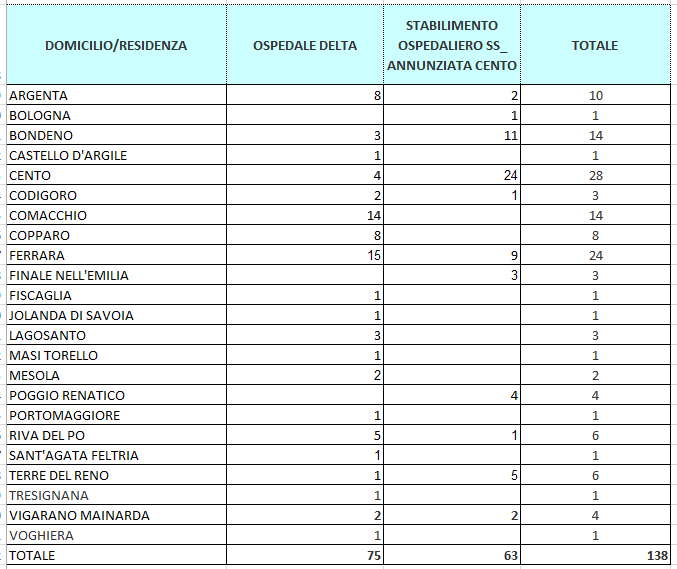 DOMICILIO/RESIDENZA OSPEDALE DELTA STABILIMENTO OSPEDALIERO SS_ ANNUNZIATA CENTO TOTALE
ARGENTA 8 2 10
BOLOGNA 1 1
BONDENO 3 11 14
CASTELLO D'ARGILE 1 1
CENTO 4 24 28
CODIGORO 2 1 3
COMACCHIO 14 14
COPPARO 8 8
FERRARA 15 9 24
FINALE NELL'EMILIA 3 3
FISCAGLIA 1 1
JOLANDA DI SAVOIA 1 1
LAGOSANTO 3 3
MASI TORELLO 1 1
MESOLA 2 2
POGGIO RENATICO 4 4
PORTOMAGGIORE 1 1
RIVA DEL PO 5 1 6
SANT'AGATA FELTRIA 1 1
TERRE DEL RENO 1 5 6
TRESIGNANA 1 1
VIGARANO MAINARDA 2 2 4
VOGHIERA 1 1
TOTALE 75 63 138